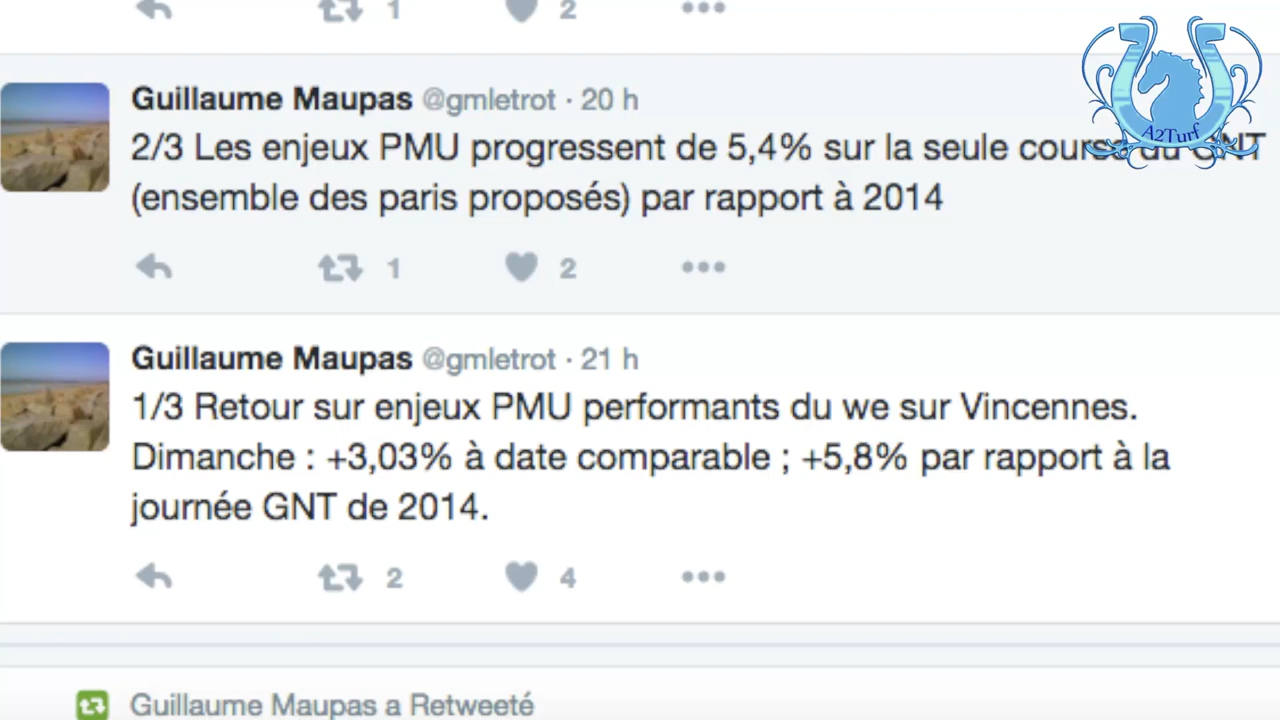 1 2
Guillaume Maupas @gmletrot · 20 h
2/3 Les enjeux PMU progressent de 5,4% sur la seule course du GNT
(ensemble des paris proposés) par rapport à 2014
1 2
Guillaume Maupas @gmletrot · 21 h
1/3 Retour sur enjeux PMU performants du we sur Vincennes.
Dimanche : +3,03% à date comparable ; +5,8% par rapport à la
journée GNT de 2014.
2 4
Guillaume Maupas a Retweeté
A2Turf